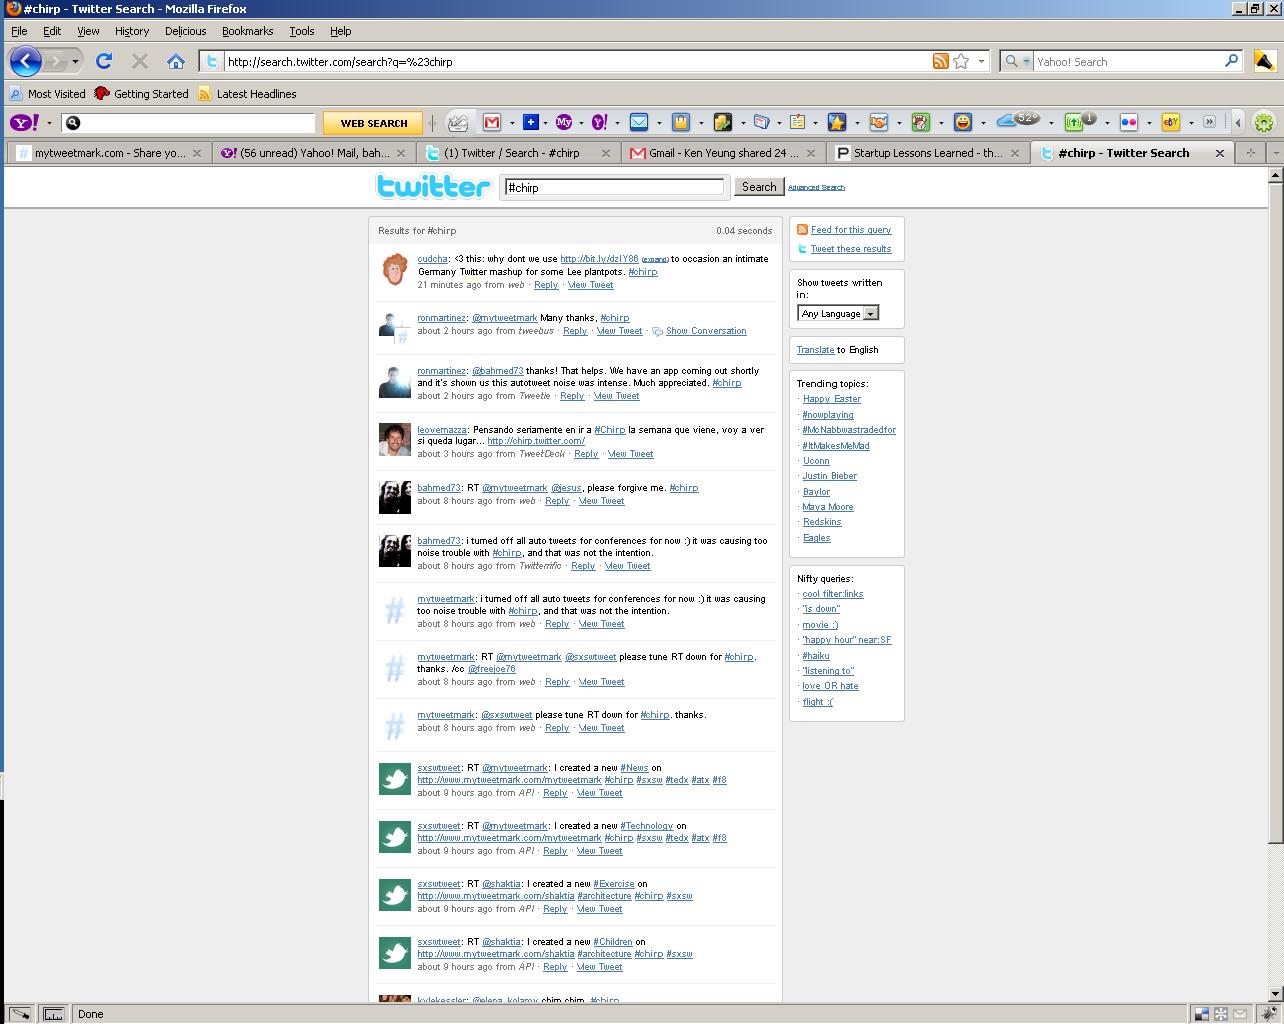 #chirp - Twitter Search - Mozilla Firefox
File Edit View History Delicious Bookmarks Tools Help
http://search.twitter.com/search?q=%23chirp
Yahoo! Search
Most Visited Getting Started Latest Headlines
Y! WEB SEARCH My Y! 52° 1 eBY »
mytweetmark.com - Share yo...
(56 unread) Yahoo! Mail, bah...
(1) Twitter / Search - #chirp
Gmail - Ken Yeung shared 24 ...
Startup Lessons Learned - th...
#chirp - Twitter Search
twitter #chirp Search Advanced Search
Results for #chirp 0.04 seconds
cudcha: <3 this: why dont we use http://bit.ly/dzIY86 (expand) to occasion an intimate
Germany Twitter mashup for some Lee plantpots. #chirp
21 minutes ago from web · Reply · View Tweet
ronmartinez: @mytweetmark Many thanks, #chirp
about 2 hours ago from tweebus · Reply · View Tweet · Show Conversation
ronmartinez: @bahmed73 thanks! That helps. We have an app coming out shortly
and it's shown us this autotweet noise was intense. Much appreciated. #chirp
about 2 hours ago from Tweetie · Reply · View Tweet
leovemazza: Pensando seriamente en ir a #Chirp la semana que viene, voy a ver
si queda lugar... http://chirp.twitter.com/
about 3 hours ago from TweetDeck · Reply · View Tweet
bahmed73: RT @mytweetmark @jesus, please forgive me. #chirp
about 8 hours ago from web · Reply · View Tweet
bahmed73: i turned off all auto tweets for conferences for now :) it was causing too
noise trouble with #chirp, and that was not the intention.
about 8 hours ago from Twitterrific · Reply · View Tweet
mytweetmark: i turned off all auto tweets for conferences for now :) it was causing
too noise trouble with #chirp, and that was not the intention.
about 8 hours ago from web · Reply · View Tweet
mytweetmark: RT @mytweetmark @sxswtweet please tune RT down for #chirp.
thanks. /cc @freejoe76
about 8 hours ago from web · Reply · View Tweet
mytweetmark: @sxswtweet please tune RT down for #chirp. thanks.
about 8 hours ago from web · Reply · View Tweet
sxswtweet: RT @mytweetmark: I created a new #News on
http://www.mytweetmark.com/mytweetmark #chirp #sxsw #tedx #atx #f8
about 9 hours ago from API · Reply · View Tweet
sxswtweet: RT @mytweetmark: I created a new #Technology on
http://www.mytweetmark.com/mytweetmark #chirp #sxsw #tedx #atx #f8
about 9 hours ago from API · Reply · View Tweet
sxswtweet: RT @shaktia: I created a new #Exercise on
http://www.mytweetmark.com/shaktia #architecture #chirp #sxsw
about 9 hours ago from API · Reply · View Tweet
sxswtweet: RT @shaktia: I created a new #Children on
http://www.mytweetmark.com/shaktia #architecture #chirp #sxsw
about 9 hours ago from API · Reply · View Tweet
kylekessler: @elena_kolarov chirp chirp. #chirp
Feed for this query
Tweet these results
Show tweets written
in:
Any Language
Translate to English
Trending topics:
· Happy Easter
· #nowplaying
· #McNabbwastradedfor
· #ItMakesMeMad
· Uconn
· Justin Bieber
· Baylor
· Maya Moore
· Redskins
· Eagles
Nifty queries:
· cool filter:links
· "is down"
· movie :)
· "happy hour" near:SF
· #haiku
· "listening to"
· love OR hate
· flight :(
Done